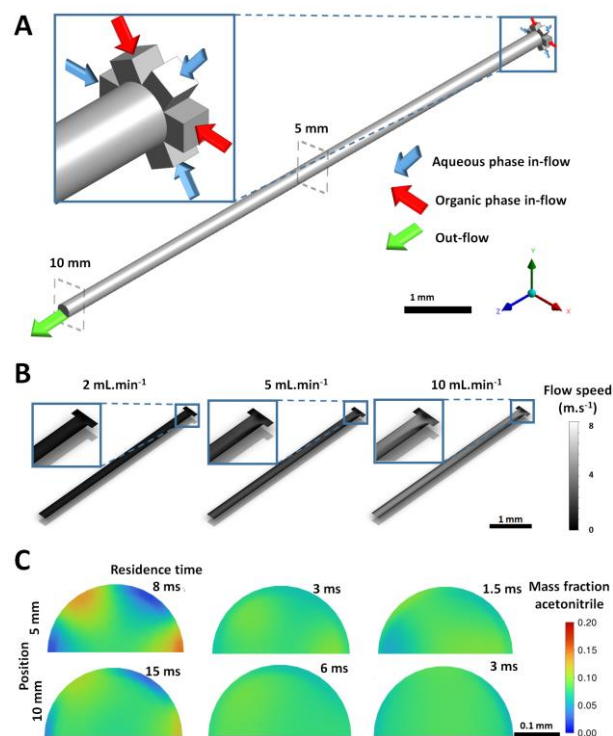 A
5 mm
Aqueous phase in-flow
Organic phase in-flow
Out-flow
10 mm
1 mm
Y
Z
X
B
2 mL.min⁻¹
5 mL.min⁻¹
10 mL.min⁻¹
Flow speed
(m.s⁻¹)
8
4
0
1 mm
C
Residence time
Mass fraction
acetonitrile
Position
5 mm
8 ms
3 ms
1.5 ms
10 mm
15 ms
6 ms
3 ms
0.20
0.15
0.10
0.05
0.00
0.1 mm